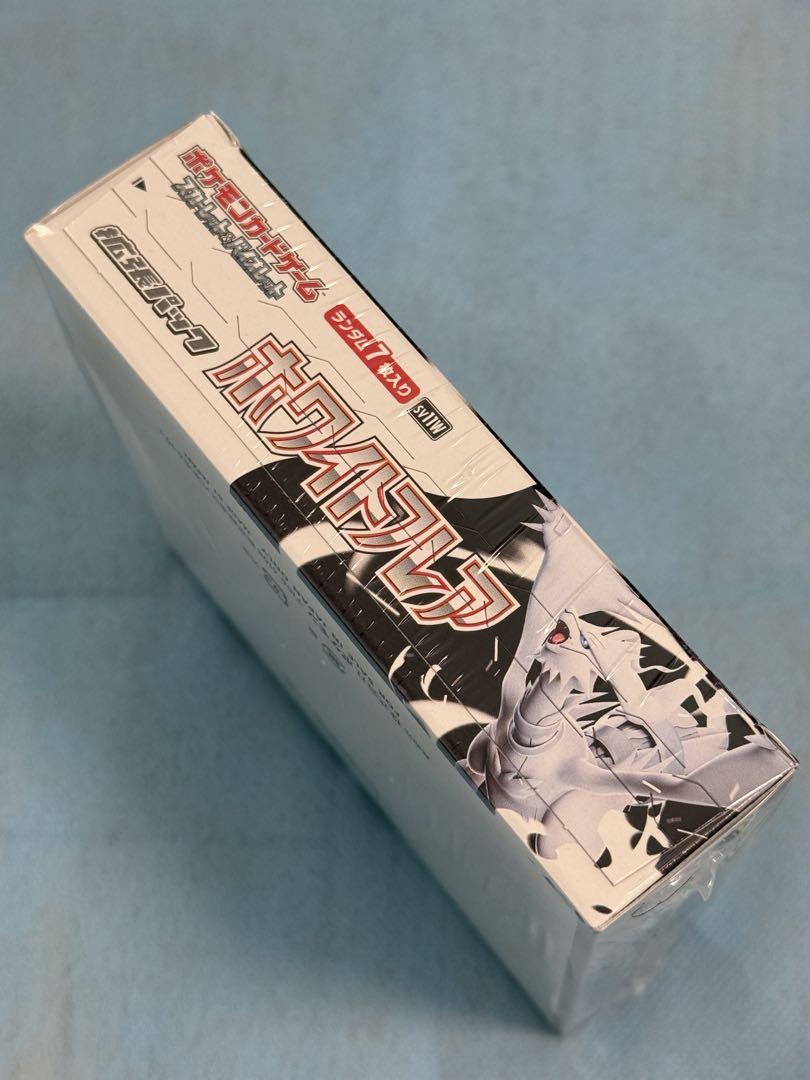 ポケモンカードゲーム
スカーレット&バイオレット
拡張パック
ランダム7枚入り
sv11W
ホワイトフレア